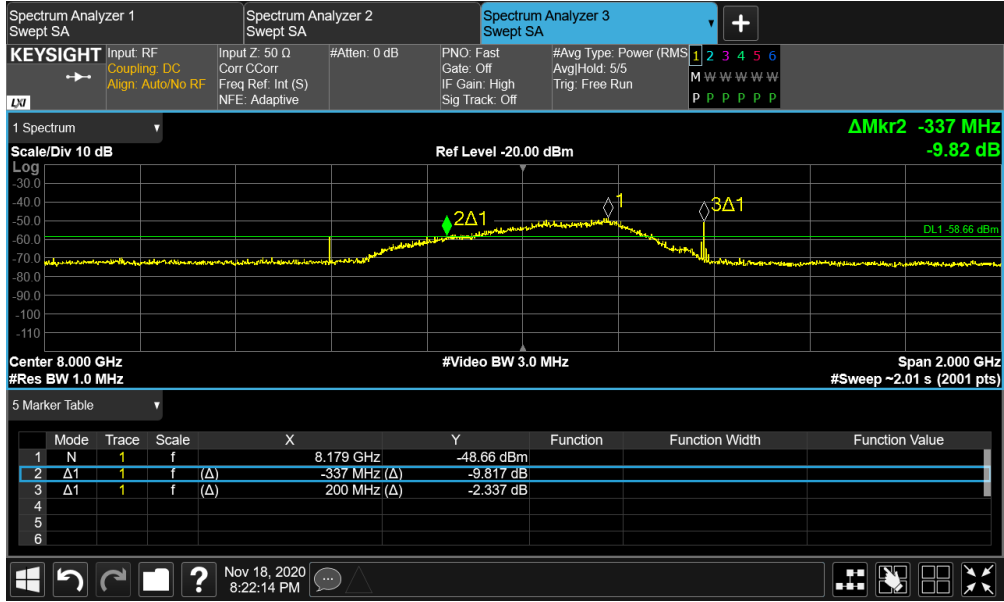 Spectrum Analyzer 1
Swept SA
Spectrum Analyzer 2
Swept SA
Spectrum Analyzer 3
Swept SA
KEYSIGHT
LXI
Input: RF
Coupling: DC
Align: Auto/No RF
Input Z: 50 Ω
Corr CCorr
Freq Ref: Int (S)
NFE: Adaptive
#Atten: 0 dB
PNO: Fast
Gate: Off
IF Gain: High
Sig Track: Off
#Avg Type: Power (RMS
Avg|Hold: 5/5
Trig: Free Run
1 2 3 4 5 6
M W W W W W
P P P P P P
1 Spectrum
ΔMkr2 -337 MHz
-9.82 dB
Scale/Div 10 dB
Ref Level -20.00 dBm
Log
-30.0
-40.0
-50.0
-60.0
-70.0
-80.0
-90.0
-100
-110
2Δ1
1
3Δ1
DL1 -58.66 dBm
Center 8.000 GHz
#Video BW 3.0 MHz
Span 2.000 GHz
#Res BW 1.0 MHz
#Sweep ~2.01 s (2001 pts)
5 Marker Table
Mode Trace Scale X Y Function Function Width Function Value
1 N 1 f 8.179 GHz -48.66 dBm
2 Δ1 1 f (Δ) -337 MHz (Δ) -9.817 dB
3 Δ1 1 f (Δ) 200 MHz (Δ) -2.337 dB
4
5
6
?
Nov 18, 2020
8:22:14 PM